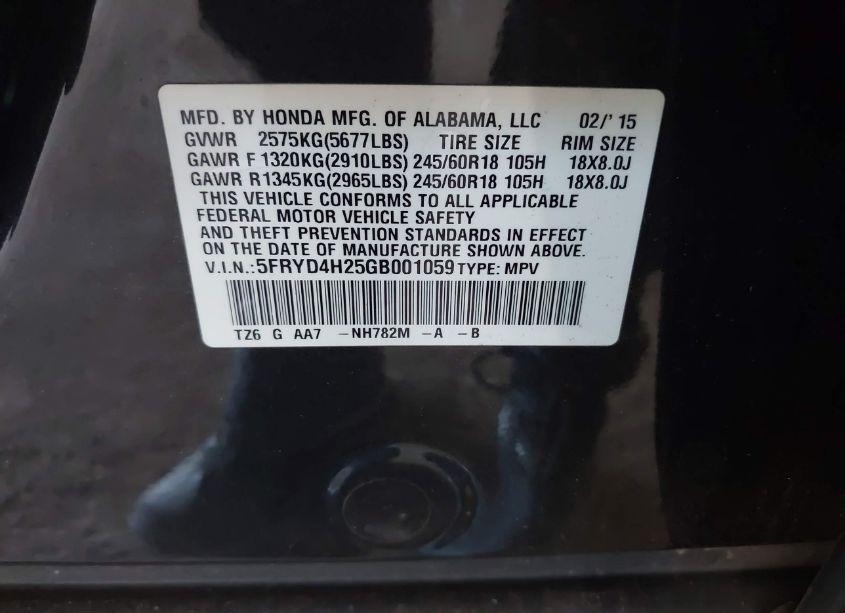 MFD. BY HONDA MFG. OF ALABAMA, LLC 02/'15
GVWR 2575KG(5677LBS) TIRE SIZE RIM SIZE
GAWR F 1320KG(2910LBS) 245/60R18 105H 18X8.0J
GAWR R1345KG(2965LBS) 245/60R18 105H 18X8.0J
THIS VEHICLE CONFORMS TO ALL APPLICABLE
FEDERAL MOTOR VEHICLE SAFETY
AND THEFT PREVENTION STANDARDS IN EFFECT
ON THE DATE OF MANUFACTURE SHOWN ABOVE.
V.I.N.:5FRYD4H25GB001059 TYPE: MPV
TZ6 G AA7 -NH782M -A -B